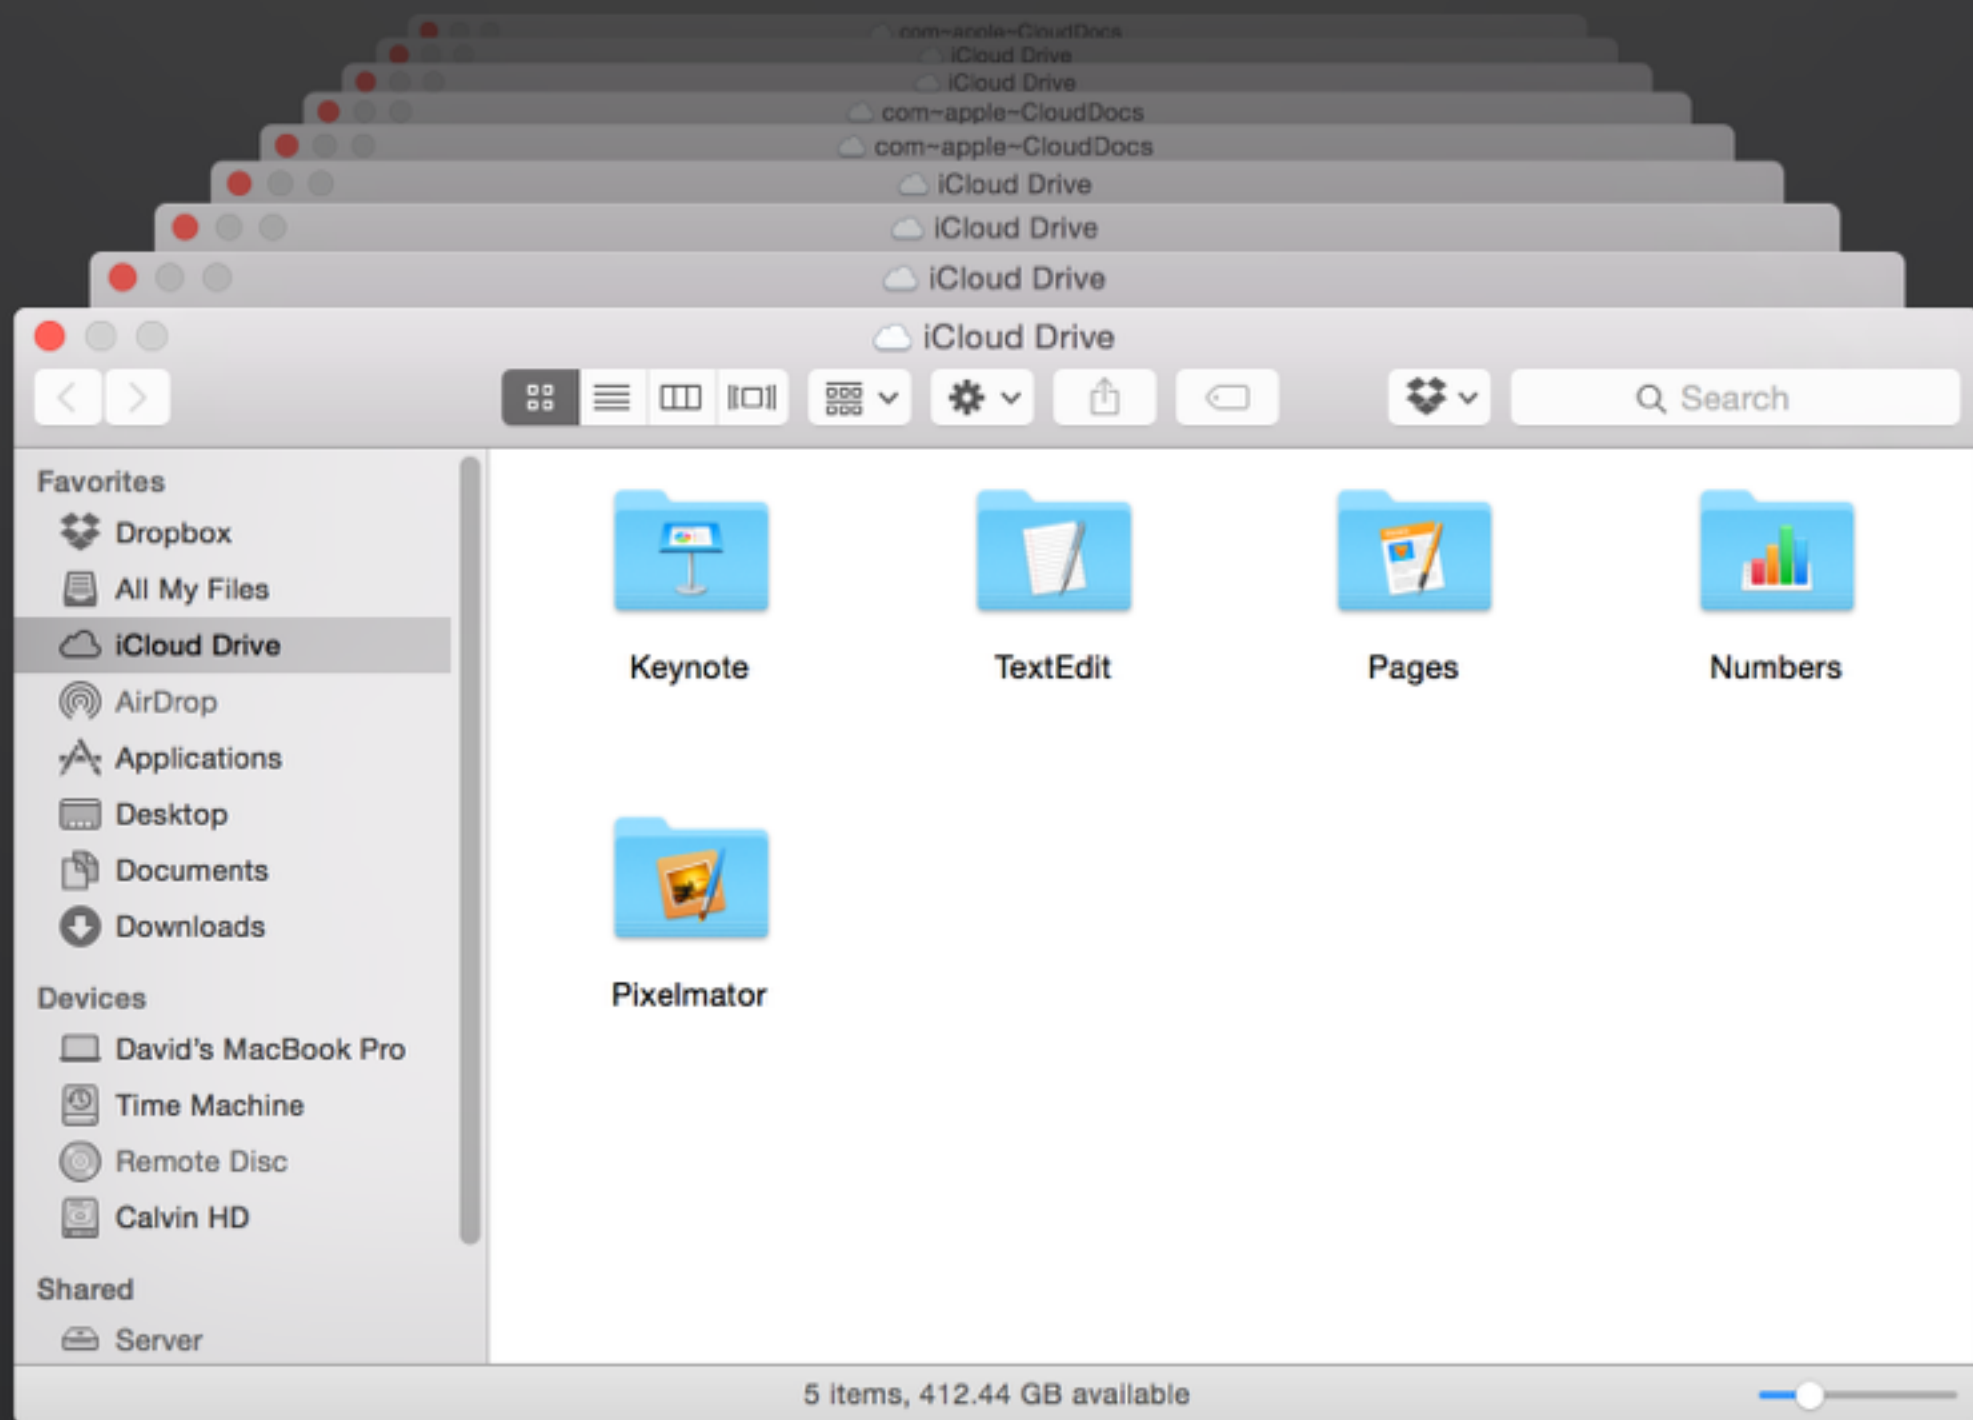 com~apple~CloudDocs
iCloud Drive
iCloud Drive
com~apple~CloudDocs
com~apple~CloudDocs
iCloud Drive
iCloud Drive
iCloud Drive
iCloud Drive
Search
Favorites
Dropbox
All My Files
iCloud Drive
AirDrop
Applications
Desktop
Documents
Downloads
Devices
David's MacBook Pro
Time Machine
Remote Disc
Calvin HD
Shared
Server
Keynote TextEdit Pages Numbers
Pixelmator
5 items, 412.44 GB available